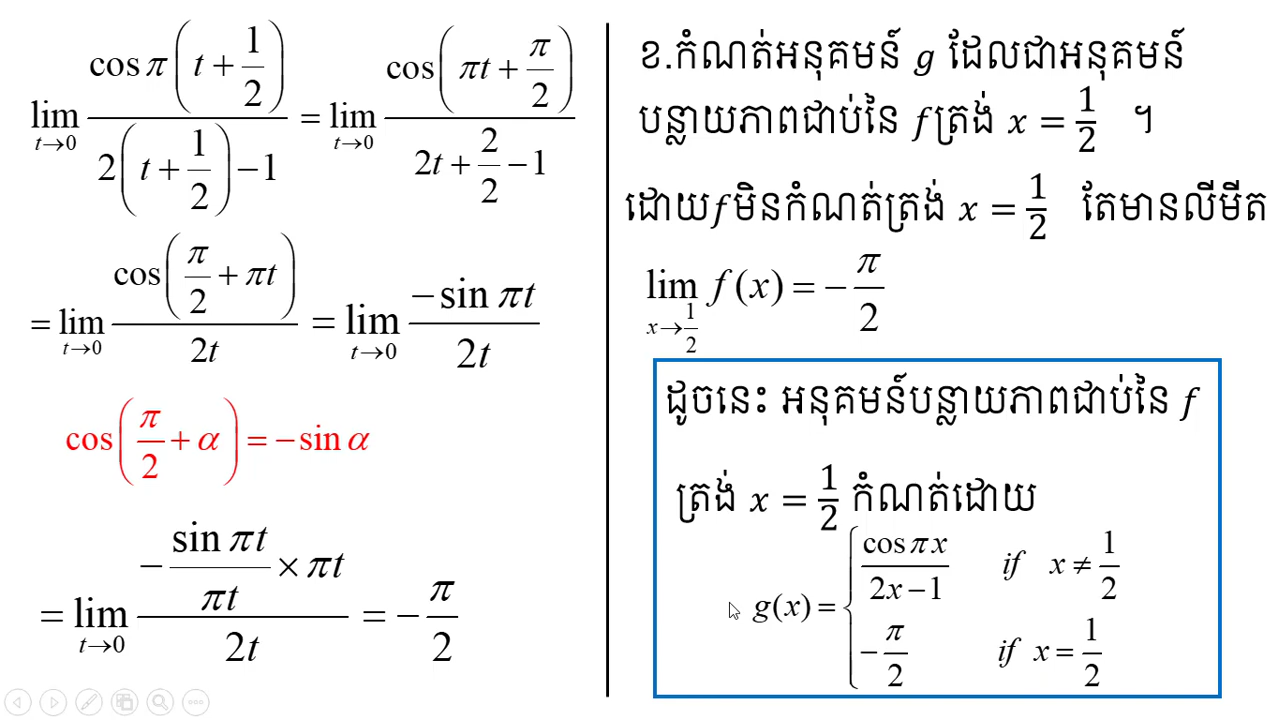 lim_{t→0} cos π(t + 1/2) / (2(t + 1/2) − 1) = lim_{t→0} cos(πt + π/2) / (2t + 2/2 − 1)
= lim_{t→0} cos(π/2 + πt) / 2t = lim_{t→0} −sin πt / 2t
cos(π/2 + α) = −sin α
= lim_{t→0} (−(sin πt / πt) × πt) / 2t = −π/2
ខ.កំណត់អនុគមន៍ g ដែលជាអនុគមន៍
បន្លាយភាពជាប់នៃ f ត្រង់ x = 1/2 ។
ដោយ f មិនកំណត់ត្រង់ x = 1/2 តែមានលីមីត
lim_{x→1/2} f(x) = −π/2
ដូចនេះ អនុគមន៍បន្លាយភាពជាប់នៃ f
ត្រង់ x = 1/2 កំណត់ដោយ
g(x) = { cos πx / (2x − 1) if x ≠ 1/2
−π/2 if x = 1/2